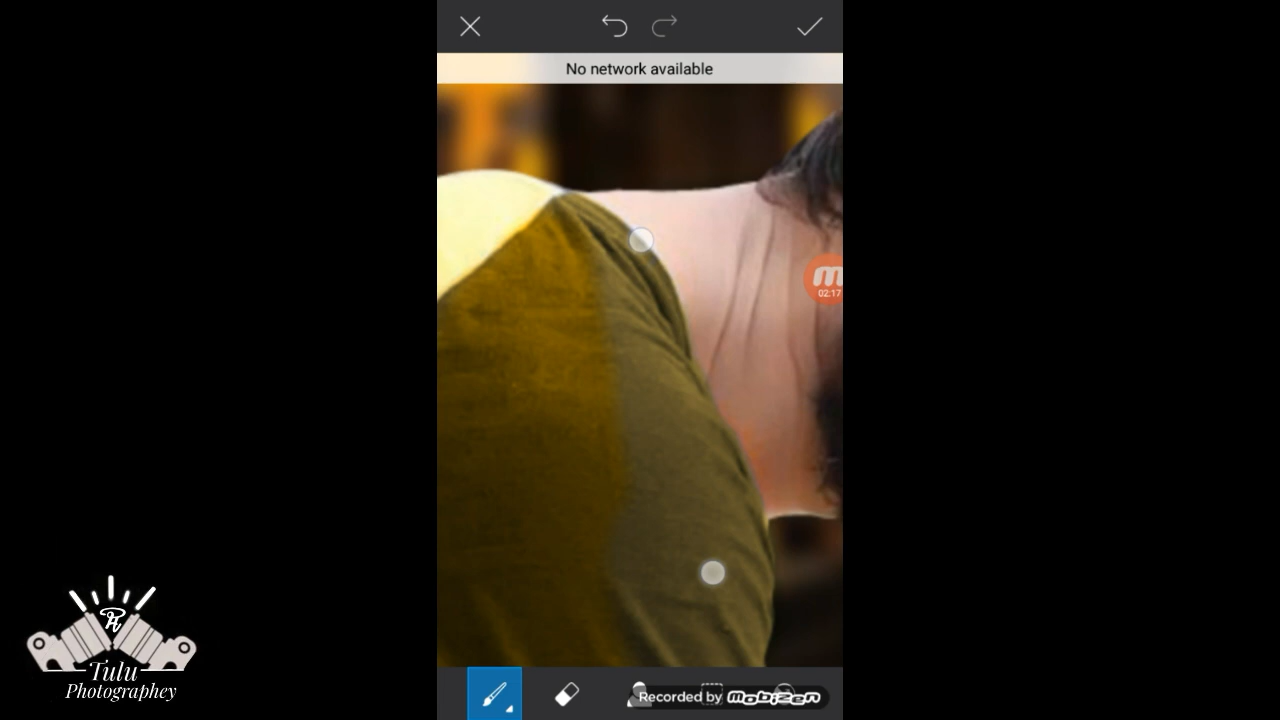 No network available
02:17
Recorded by mobizen
Tulu
Photographey